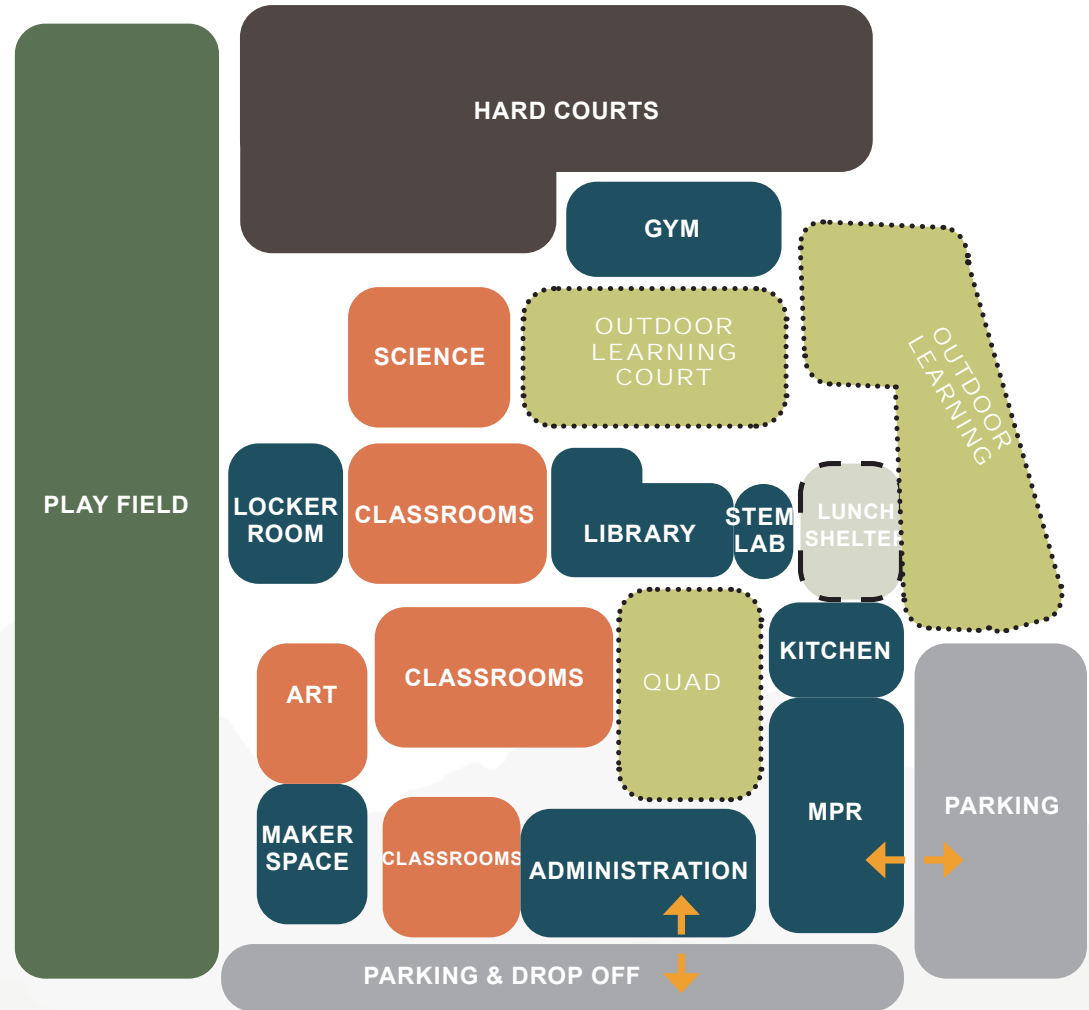 HARD COURTS
GYM
OUTDOOR
LEARNING
COURT
SCIENCE
OUTDOOR
LEARNING
PLAY FIELD
LOCKER
ROOM
CLASSROOMS
LIBRARY
STEM
LAB
LUNCH
SHELTER
KITCHEN
CLASSROOMS
QUAD
ART
MPR
PARKING
MAKER
SPACE
CLASSROOMS
ADMINISTRATION
PARKING & DROP OFF